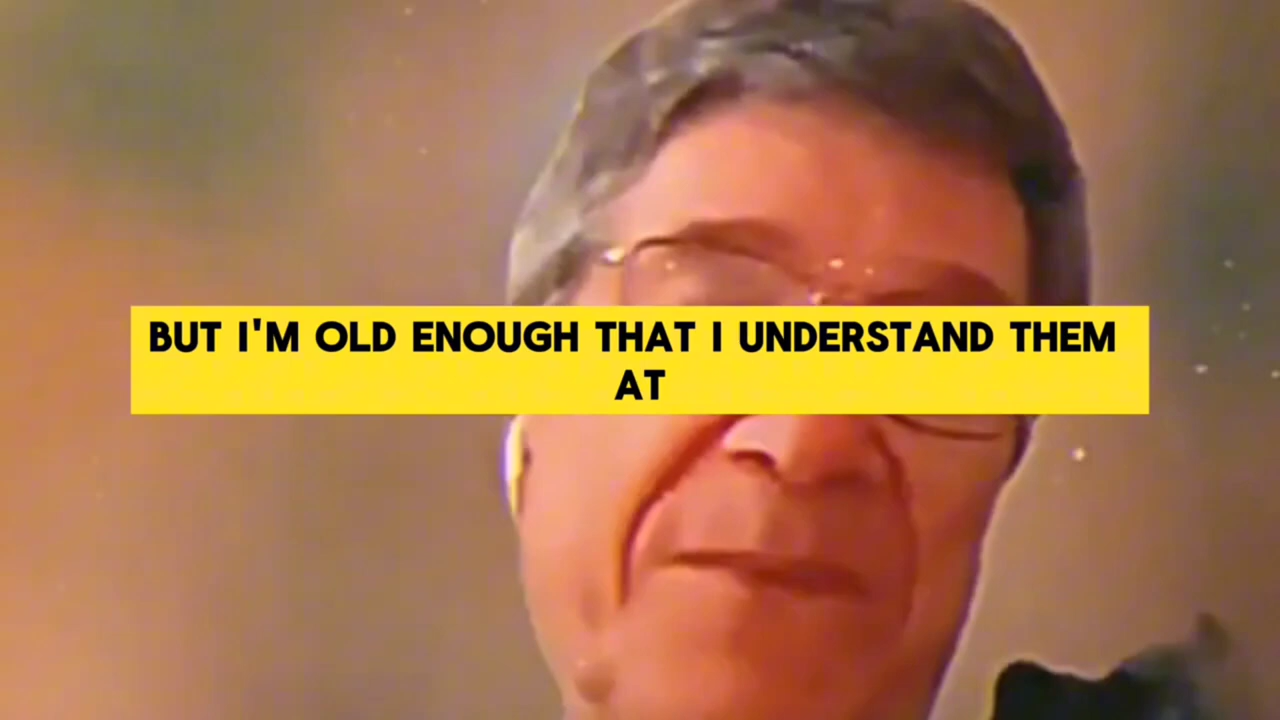 BUT I'M OLD ENOUGH THAT I UNDERSTAND THEM
AT